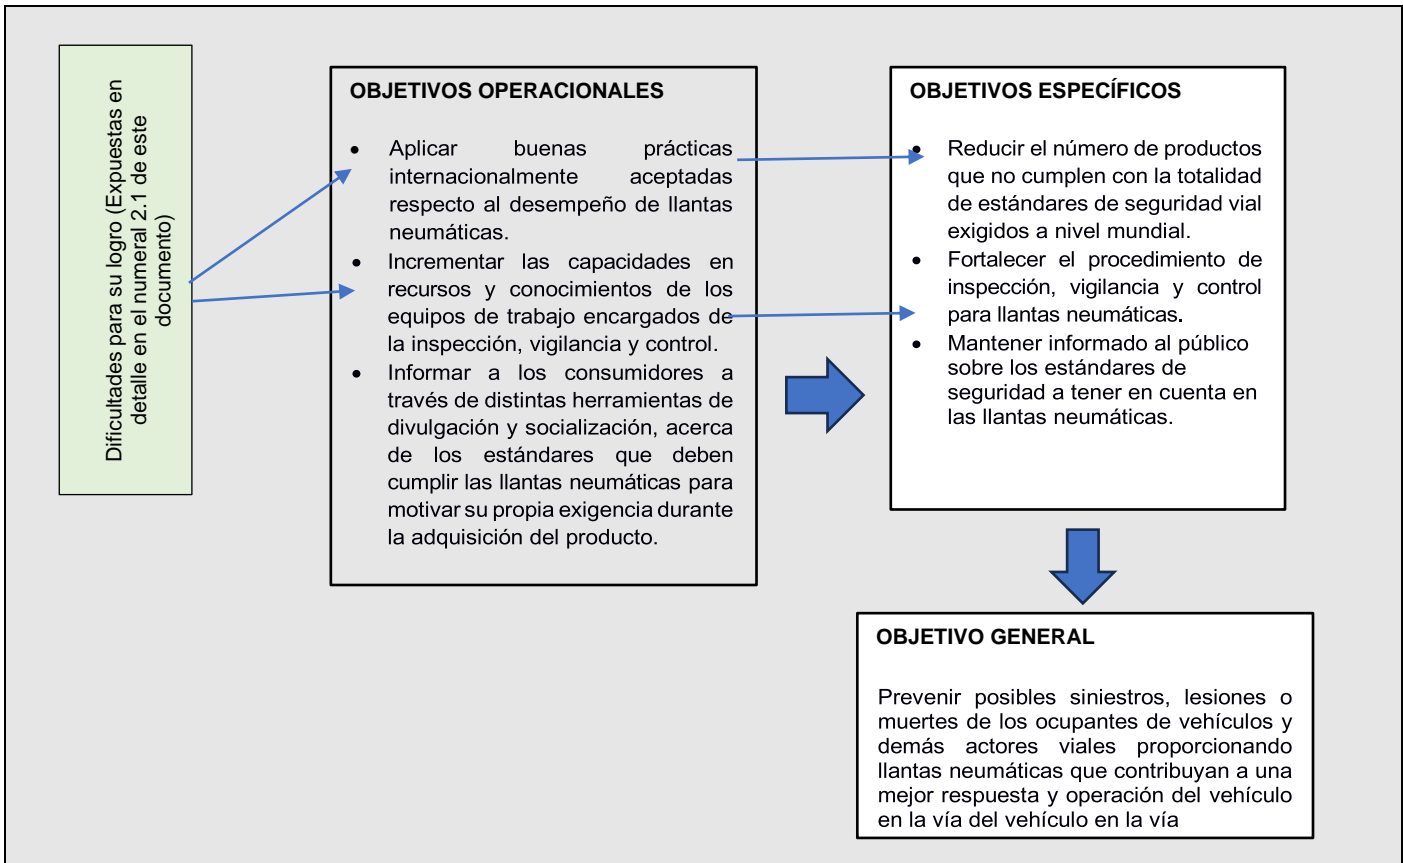 Dificultades para su logro (Expuestas en
detalle en el numeral 2.1 de este
documento)
OBJETIVOS OPERACIONALES
• Aplicar buenas prácticas
internacionalmente aceptadas
respecto al desempeño de llantas
neumáticas.
• Incrementar las capacidades en
recursos y conocimientos de los
equipos de trabajo encargados de
la inspección, vigilancia y control.
• Informar a los consumidores a
través de distintas herramientas de
divulgación y socialización, acerca
de los estándares que deben
cumplir las llantas neumáticas para
motivar su propia exigencia durante
la adquisición del producto.
OBJETIVOS ESPECÍFICOS
• Reducir el número de productos
que no cumplen con la totalidad
de estándares de seguridad vial
exigidos a nivel mundial.
• Fortalecer el procedimiento de
inspección, vigilancia y control
para llantas neumáticas.
• Mantener informado al público
sobre los estándares de
seguridad a tener en cuenta en
las llantas neumáticas.
OBJETIVO GENERAL
Prevenir posibles siniestros, lesiones o
muertes de los ocupantes de vehículos y
demás actores viales proporcionando
llantas neumáticas que contribuyan a una
mejor respuesta y operación del vehículo
en la vía del vehículo en la vía